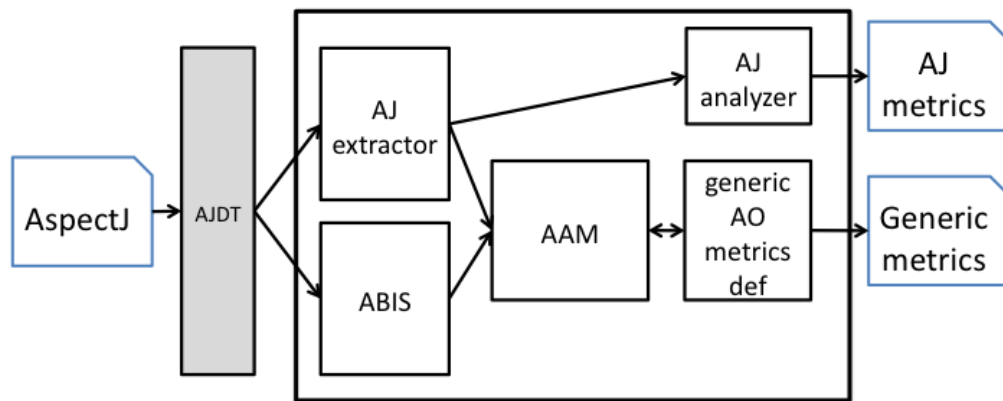 AspectJ
AJDT
AJ
extractor
ABIS
AAM
AJ
analyzer
generic
AO
metrics
def
AJ
metrics
Generic
metrics